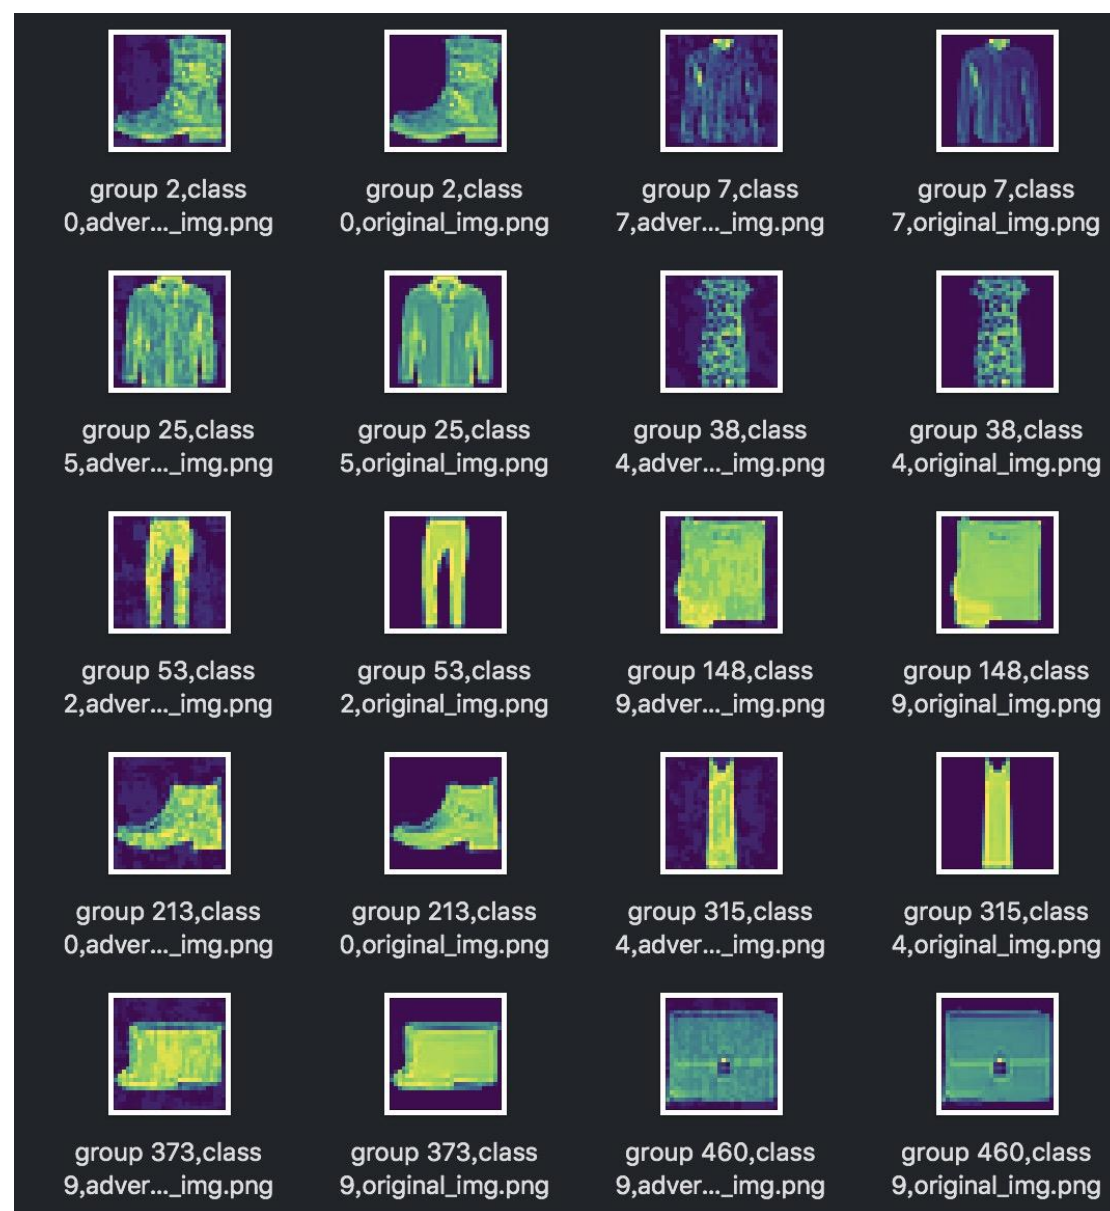 group 2,class
0,adver..._img.png
group 2,class
0,original_img.png
group 7,class
7,adver..._img.png
group 7,class
7,original_img.png
group 25,class
5,adver..._img.png
group 25,class
5,original_img.png
group 38,class
4,adver..._img.png
group 38,class
4,original_img.png
group 53,class
2,adver..._img.png
group 53,class
2,original_img.png
group 148,class
9,adver..._img.png
group 148,class
9,original_img.png
group 213,class
0,adver..._img.png
group 213,class
0,original_img.png
group 315,class
4,adver..._img.png
group 315,class
4,original_img.png
group 373,class
9,adver..._img.png
group 373,class
9,original_img.png
group 460,class
9,adver..._img.png
group 460,class
9,original_img.png